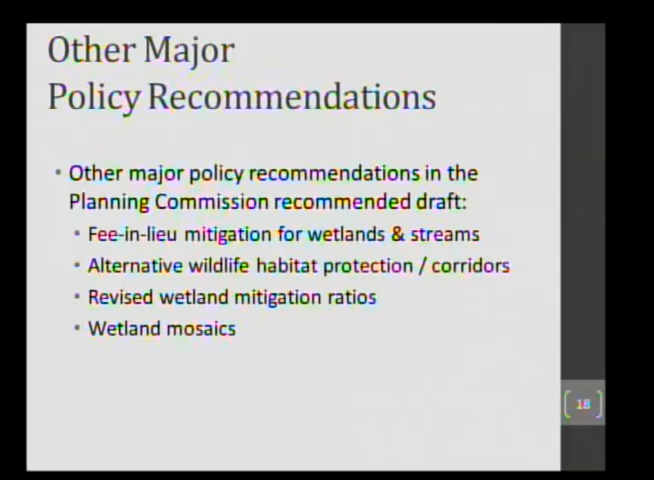 Other Major
Policy Recommendations
• Other major policy recommendations in the
Planning Commission recommended draft:
• Fee-in-lieu mitigation for wetlands & streams
• Alternative wildlife habitat protection / corridors
• Revised wetland mitigation ratios
• Wetland mosaics
[ 18 ]